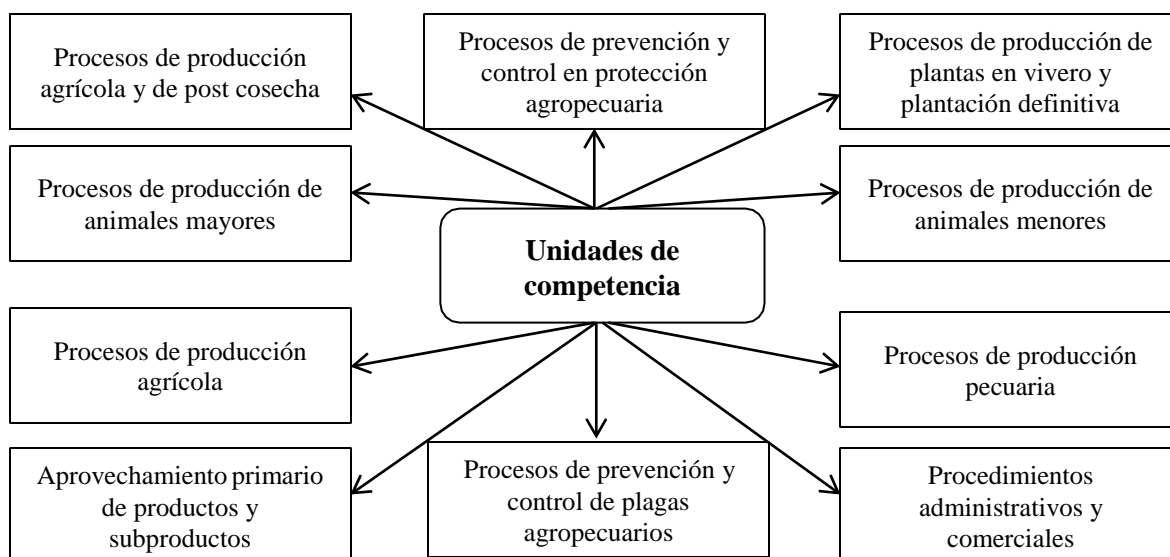 Procesos de producción
agrícola y de post cosecha
Procesos de prevención y
control en protección
agropecuaria
Procesos de producción de
plantas en vivero y
plantación definitiva
Procesos de producción de
animales mayores
Procesos de producción de
animales menores
Unidades de
competencia
Procesos de producción
agrícola
Procesos de producción
pecuaria
Aprovechamiento primario
de productos y
subproductos
Procesos de prevención y
control de plagas
agropecuarios
Procedimientos
administrativos y
comerciales